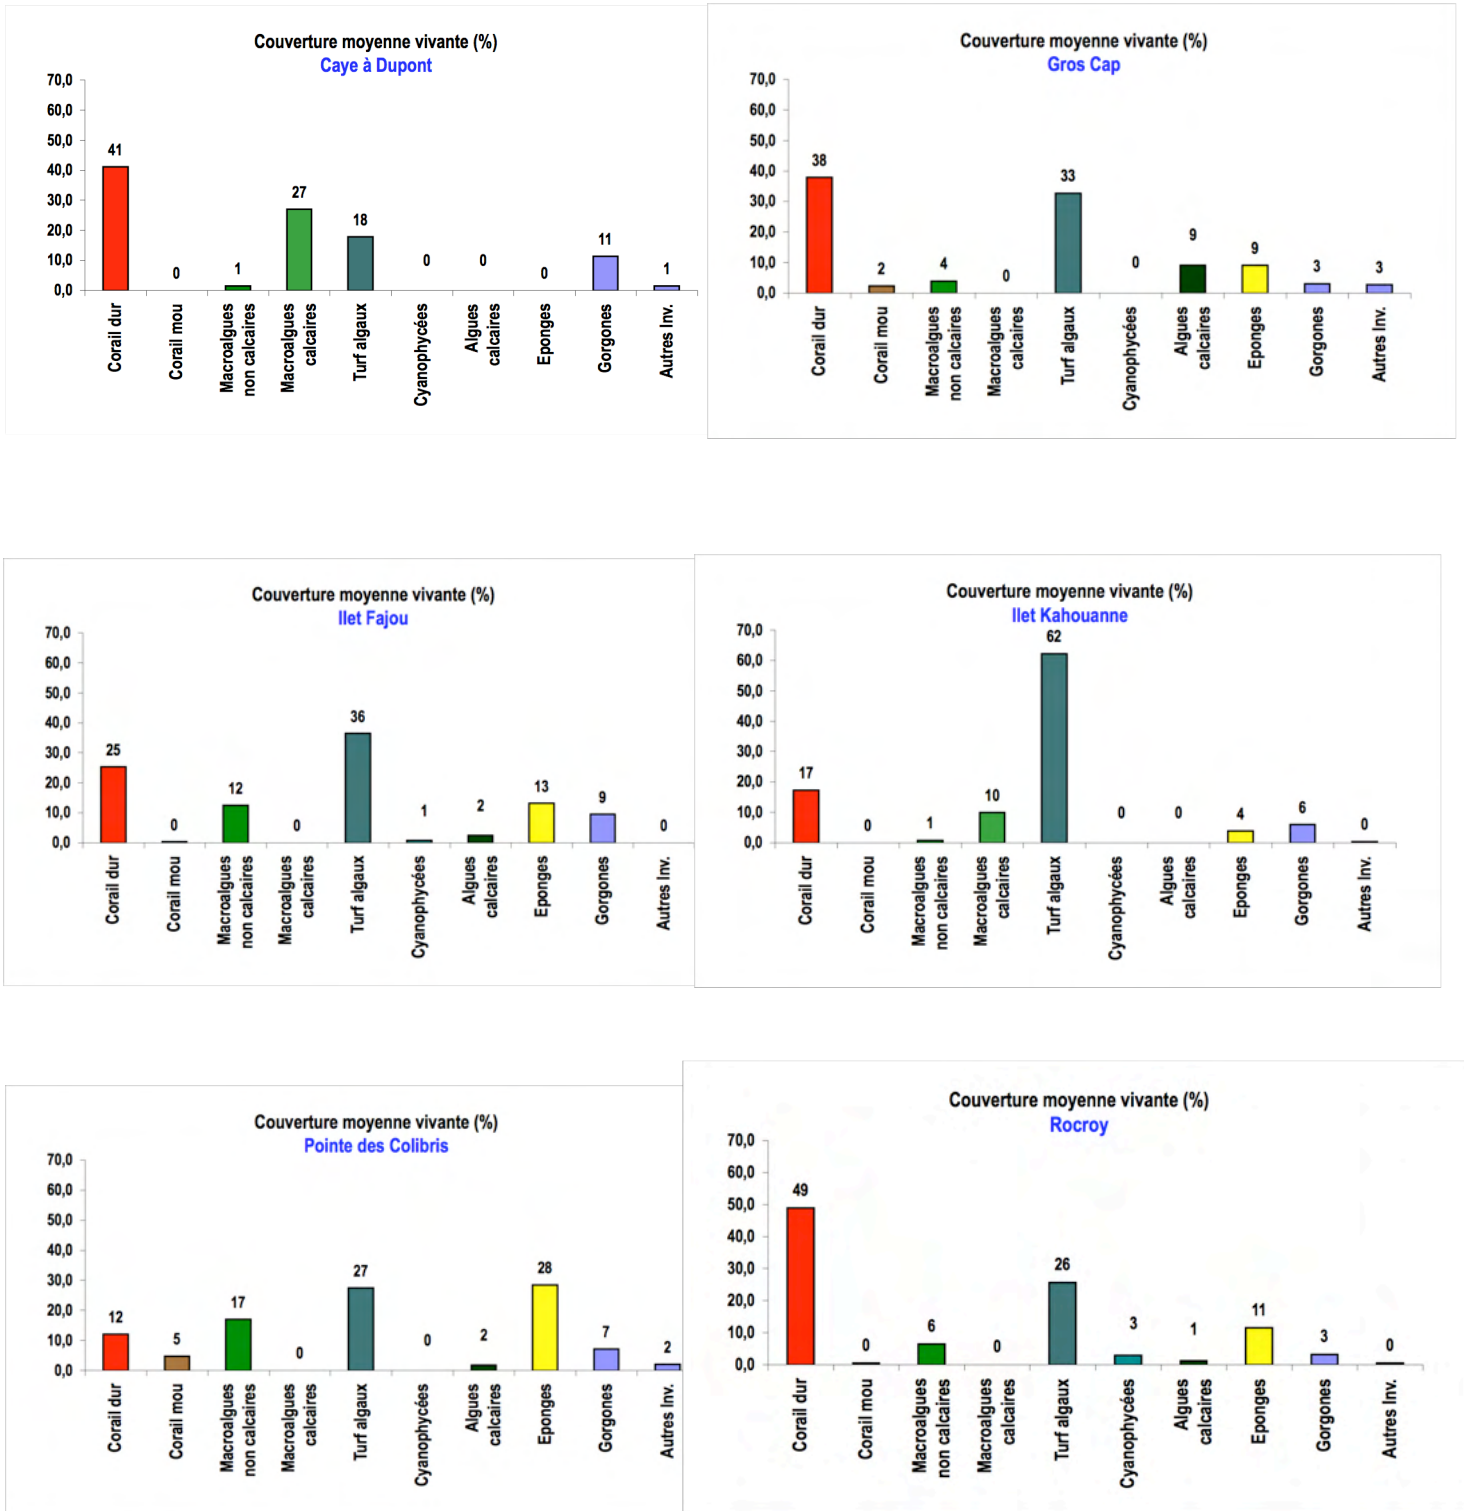 Couverture moyenne vivante (%)
Caye à Dupont
70,0
60,0
50,0
40,0
30,0
20,0
10,0
0,0
41
0
1
27
18
0
0
0
11
1
Corail dur
Corail mou
Macroalgues
non calcaires
Macroalgues
calcaires
Turf algaux
Cyanophycées
Algues
calcaires
Eponges
Gorgones
Autres Inv.
Couverture moyenne vivante (%)
Gros Cap
70,0
60,0
50,0
40,0
30,0
20,0
10,0
0,0
38
2
4
0
33
0
9
9
3
3
Corail dur
Corail mou
Macroalgues
non calcaires
Macroalgues
calcaires
Turf algaux
Cyanophycées
Algues
calcaires
Eponges
Gorgones
Autres Inv.
Couverture moyenne vivante (%)
Ilet Fajou
70,0
60,0
50,0
40,0
30,0
20,0
10,0
0,0
25
0
12
0
36
1
2
13
9
0
Corail dur
Corail mou
Macroalgues
non calcaires
Macroalgues
calcaires
Turf algaux
Cyanophycées
Algues
calcaires
Eponges
Gorgones
Autres Inv.
Couverture moyenne vivante (%)
Ilet Kahouanne
70,0
60,0
50,0
40,0
30,0
20,0
10,0
0,0
17
0
1
10
62
0
0
4
6
0
Corail dur
Corail mou
Macroalgues
non calcaires
Macroalgues
calcaires
Turf algaux
Cyanophycées
Algues
calcaires
Eponges
Gorgones
Autres Inv.
Couverture moyenne vivante (%)
Pointe des Colibris
70,0
60,0
50,0
40,0
30,0
20,0
10,0
0,0
12
5
17
0
27
0
2
28
7
2
Corail dur
Corail mou
Macroalgues
non calcaires
Macroalgues
calcaires
Turf algaux
Cyanophycées
Algues
calcaires
Eponges
Gorgones
Autres Inv.
Couverture moyenne vivante (%)
Rocroy
70,0
60,0
50,0
40,0
30,0
20,0
10,0
0,0
49
0
6
0
26
3
1
11
3
0
Corail dur
Corail mou
Macroalgues
non calcaires
Macroalgues
calcaires
Turf algaux
Cyanophycées
Algues
calcaires
Eponges
Gorgones
Autres Inv.